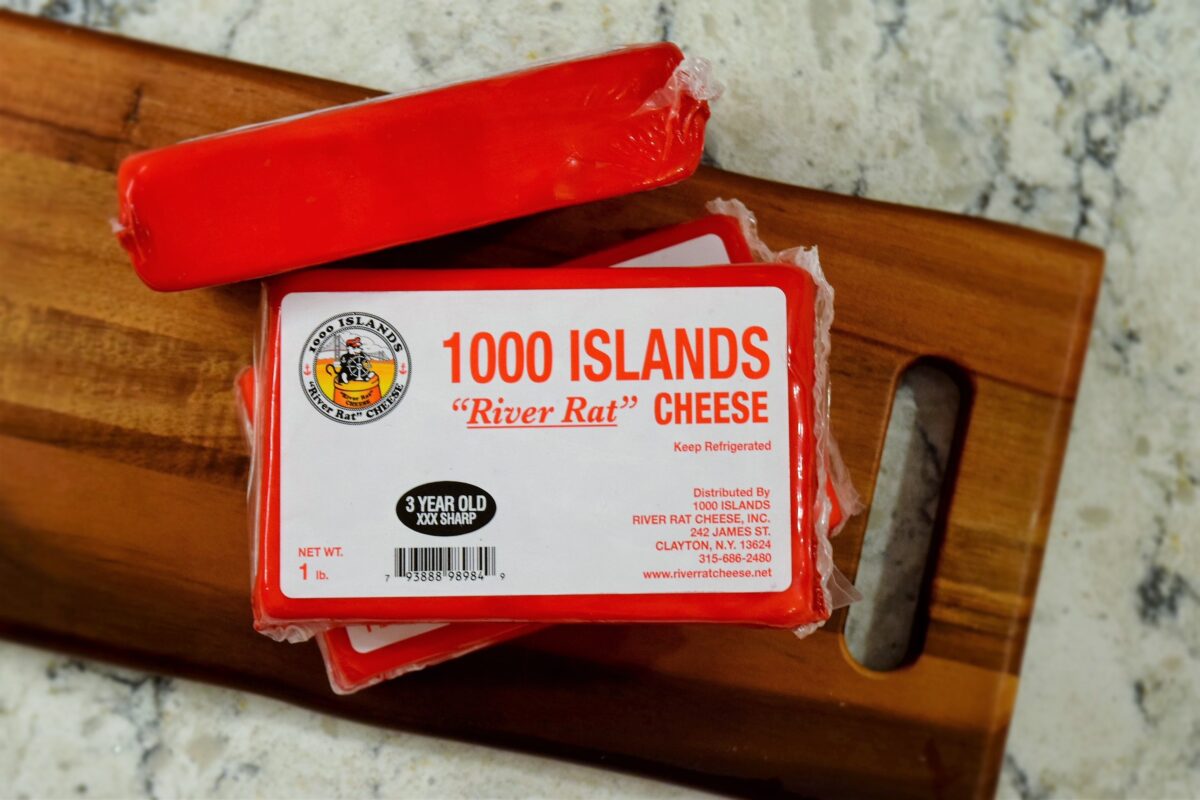 1000 ISLANDS
"River Rat" CHEESE
"River Rat"
CHEESE
1000 ISLANDS
“River Rat” CHEESE
Keep Refrigerated
3 YEAR OLD
XXX SHARP
NET WT.
1 lb.
7 93888 98984 9
Distributed By
1000 ISLANDS
RIVER RAT CHEESE, INC.
242 JAMES ST.
CLAYTON, N.Y. 13624
315-686-2480
www.riverratcheese.net